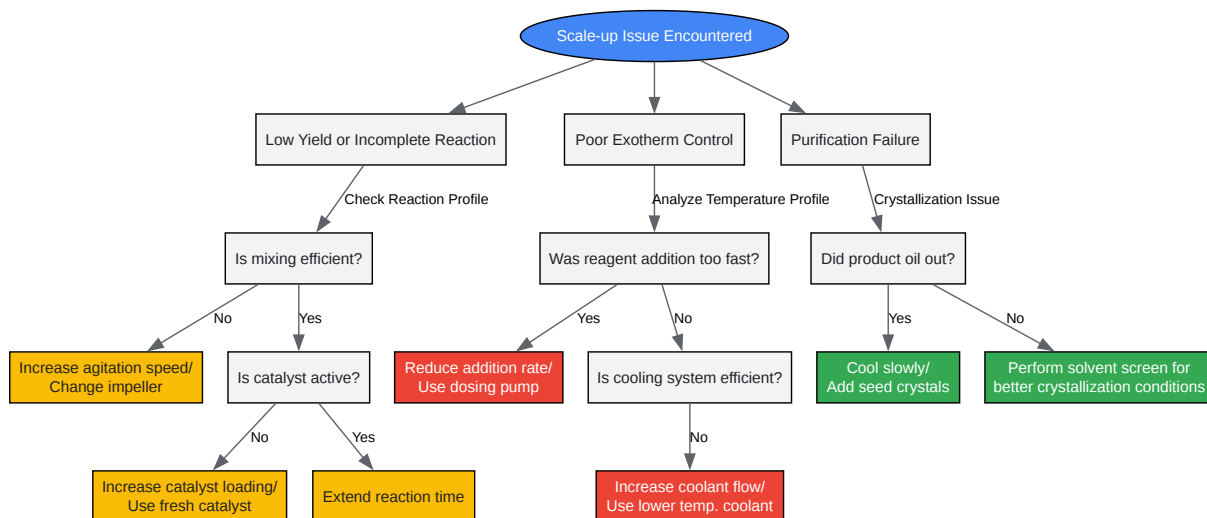 Scale-up Issue Encountered
Low Yield or Incomplete Reaction
Poor Exotherm Control
Purification Failure
Check Reaction Profile
Analyze Temperature Profile
Crystallization Issue
Is mixing efficient?
Was reagent addition too fast?
Did product oil out?
No
Yes
Yes
No
Yes
No
Increase agitation speed/
Change impeller
Is catalyst active?
Reduce addition rate/
Use dosing pump
Is cooling system efficient?
Cool slowly/
Add seed crystals
Perform solvent screen for
better crystallization conditions
No
Yes
No
Increase catalyst loading/
Use fresh catalyst
Extend reaction time
Increase coolant flow/
Use lower temp. coolant